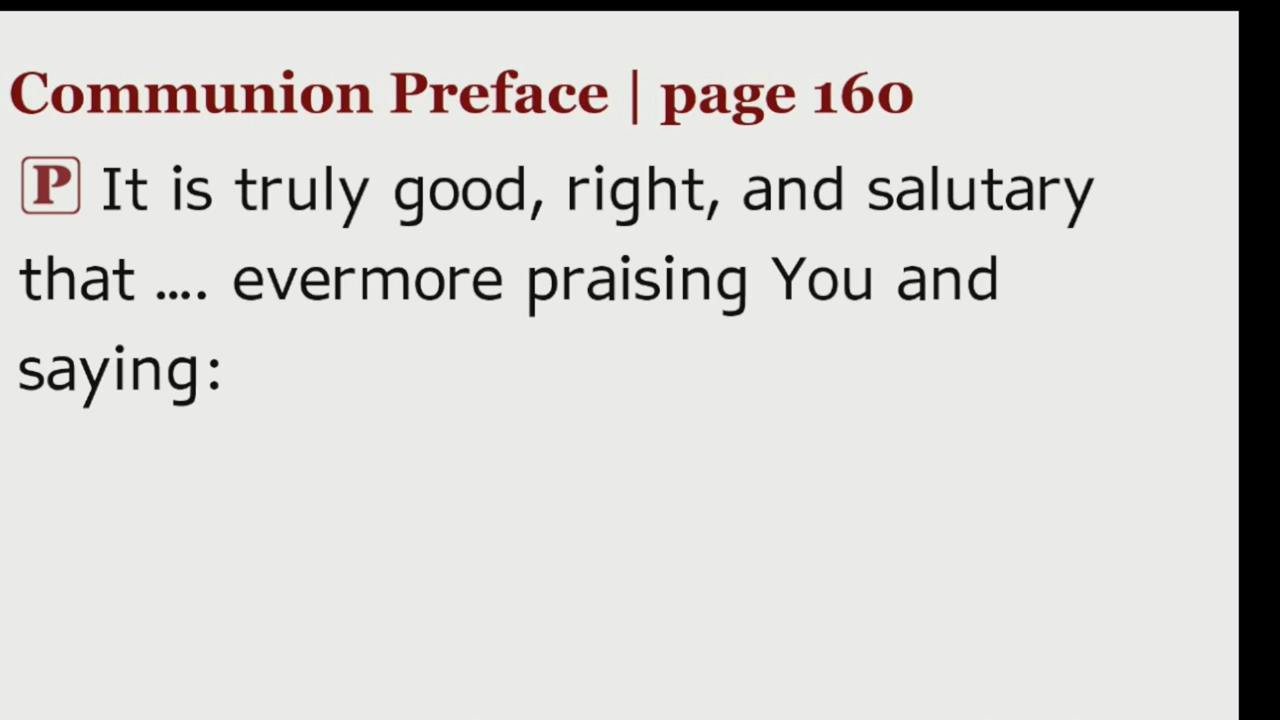 Communion Preface | page 160
P It is truly good, right, and salutary
that .... evermore praising You and
saying: